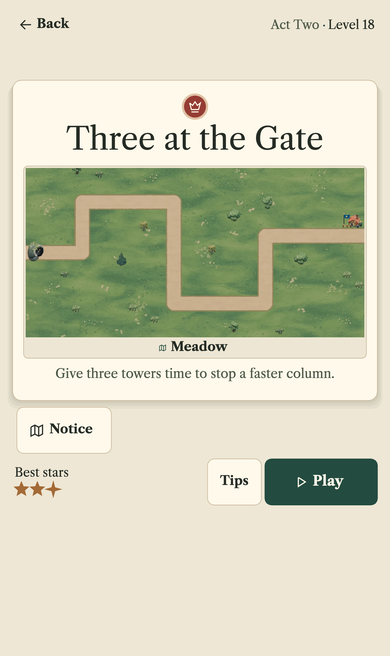 Back
Act Two · Level 18
Three at the Gate
Meadow
Give three towers time to stop a faster column.
Notice
Best stars
Tips
Play